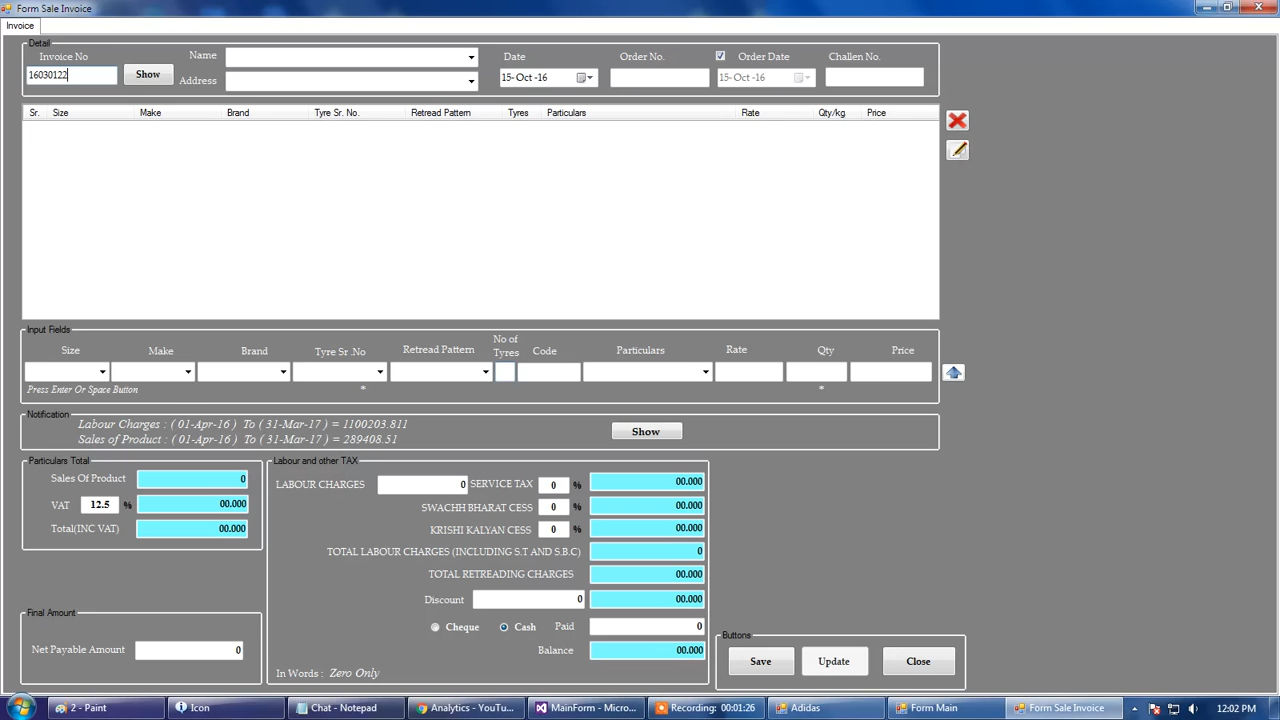 Form Sale Invoice
Invoice
Detail
Invoice No Name Date Order No. Order Date Challen No.
16030122 Show Address 15- Oct -16 15- Oct -16
Sr. Size Make Brand Tyre Sr. No. Retread Pattern Tyres Particulars Rate Qty/kg Price
Input Fields
Size Make Brand Tyre Sr .No Retread Pattern No of Tyres Code Particulars Rate Qty Price
Press Enter Or Space Button * *
Notification
Labour Charges : ( 01-Apr-16 ) To ( 31-Mar-17 ) = 1100203.811
Sales of Product : ( 01-Apr-16 ) To ( 31-Mar-17 ) = 289408.51
Show
Particulars Total
Sales Of Product 0
VAT 12.5 % 00.000
Total(INC VAT) 00.000
Labour and other TAX
LABOUR CHARGES 0 SERVICE TAX 0 % 00.000
SWACHH BHARAT CESS 0 % 00.000
KRISHI KALYAN CESS 0 % 00.000
TOTAL LABOUR CHARGES (INCLUDING S.T AND S.B.C) 0
TOTAL RETREADING CHARGES 00.000
Discount 0 00.000
Cheque Cash Paid 0
Balance 00.000
In Words : Zero Only
Final Amount
Net Payable Amount 0
Buttons
Save Update Close
2 - Paint Icon Chat - Notepad Analytics - YouTu... MainForm - Micro... Recording: 00:01:26 Adidas Form Main Form Sale Invoice 12:02 PM